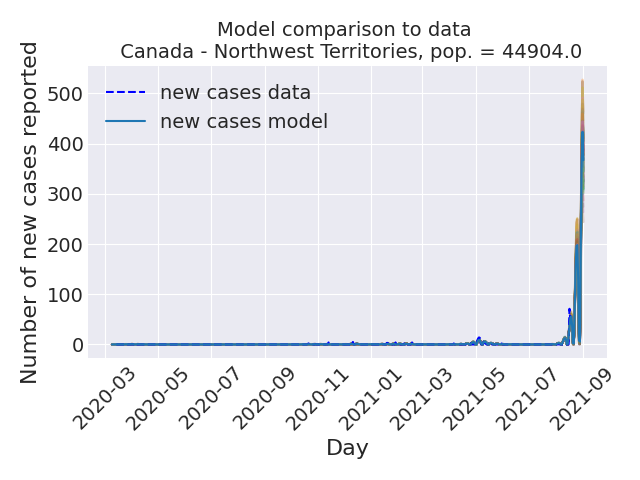 Model comparison to data
Canada - Northwest Territories, pop. = 44904.0
Number of new cases reported
500
400
300
200
100
0
new cases data
new cases model
2020-03
2020-05
2020-07
2020-09
2020-11
2021-01
2021-03
2021-05
2021-07
2021-09
Day